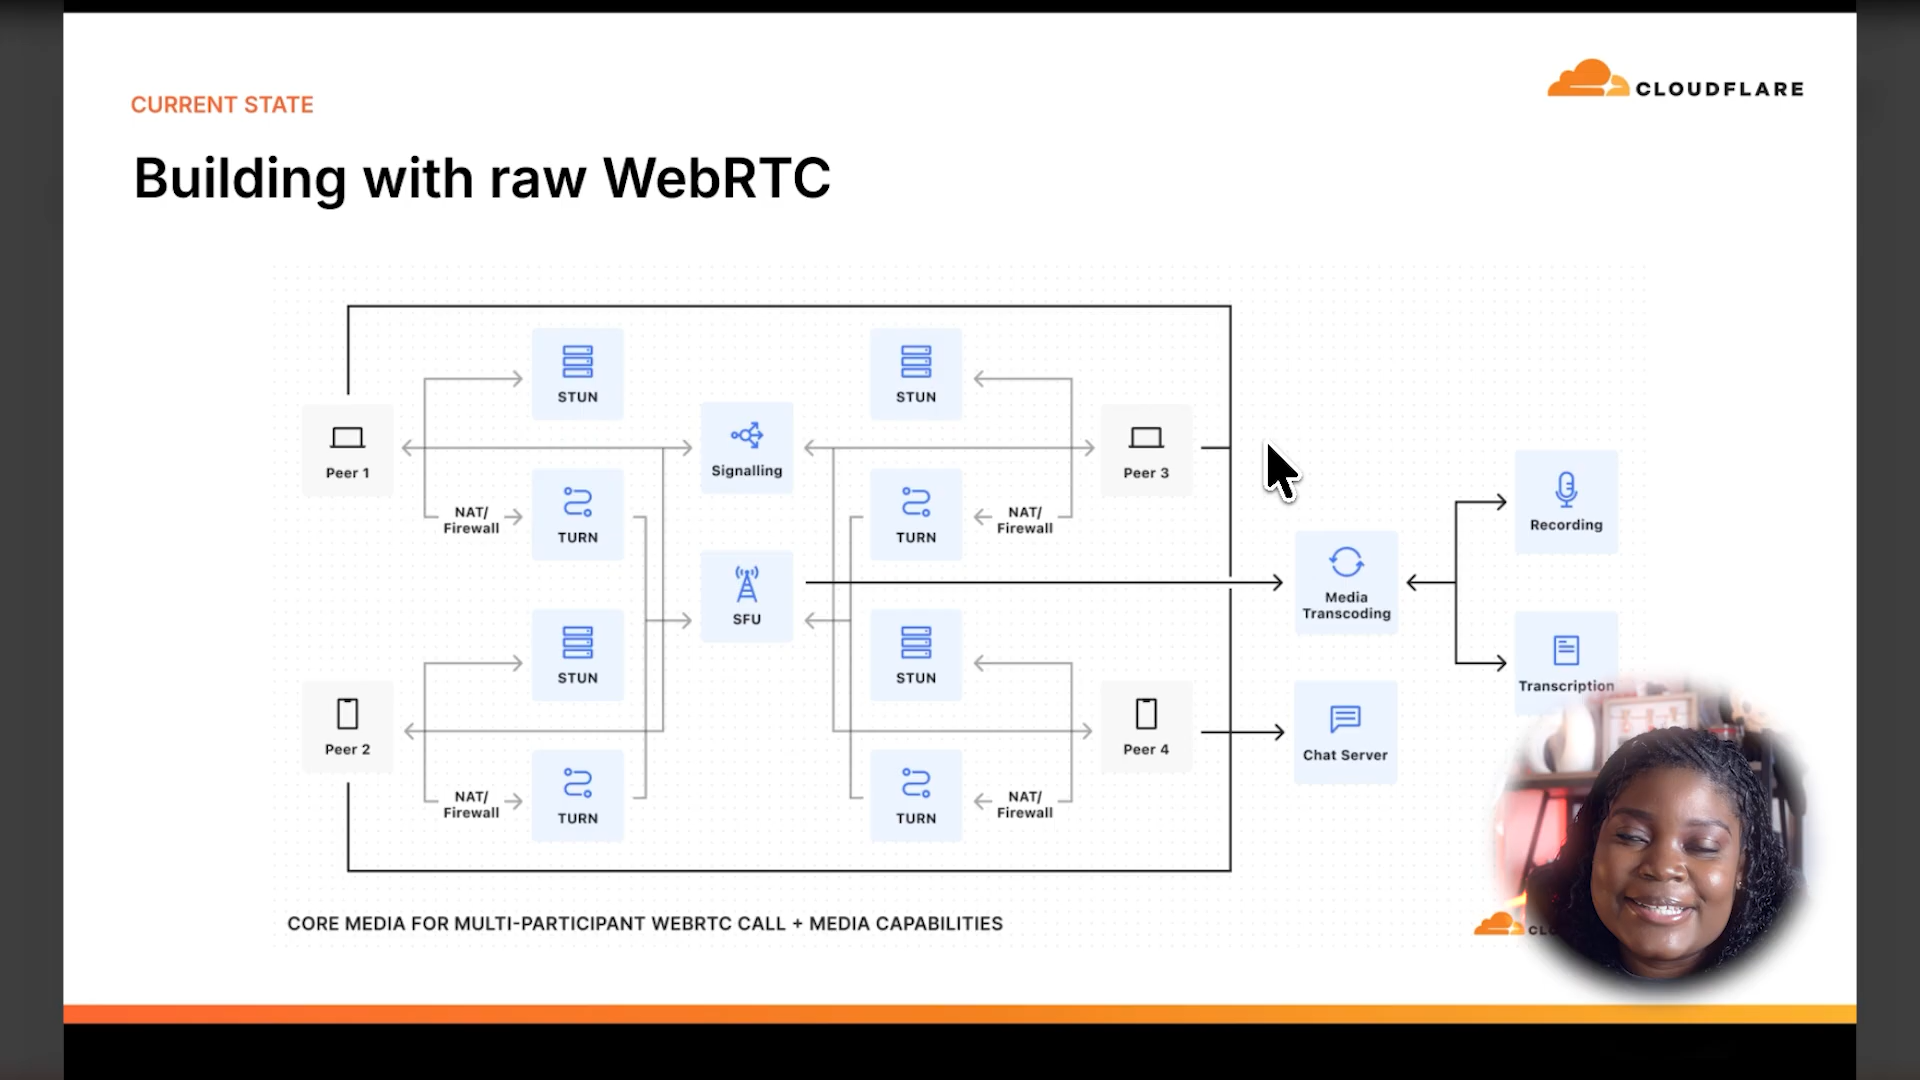 CLOUDFLARE
CURRENT STATE
Building with raw WebRTC
STUN
STUN
Peer 1
Signalling
Peer 3
NAT/
Firewall
TURN
TURN
NAT/
Firewall
Recording
Media
Transcoding
SFU
STUN
STUN
Transcription
Peer 2
Peer 4
Chat Server
NAT/
Firewall
TURN
TURN
NAT/
Firewall
CORE MEDIA FOR MULTI-PARTICIPANT WEBRTC CALL + MEDIA CAPABILITIES